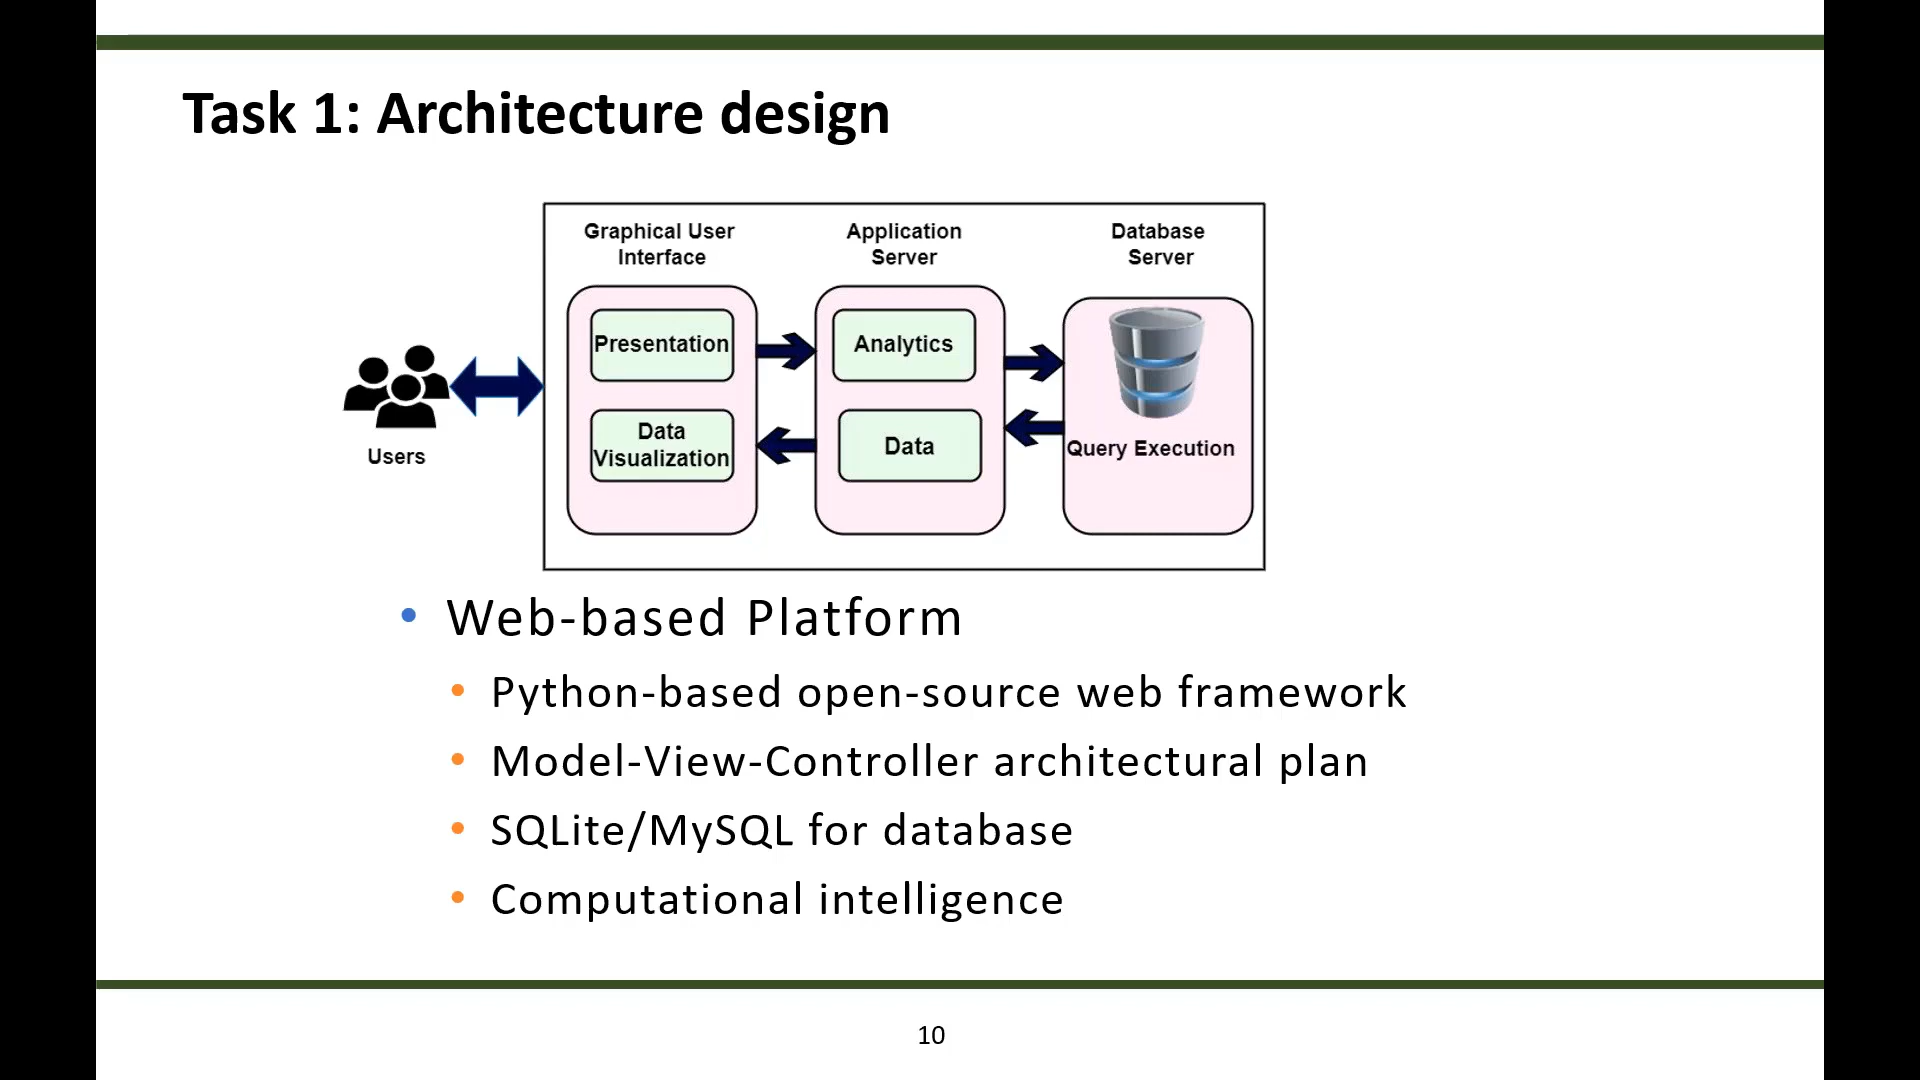 Task 1: Architecture design
Graphical User
Interface
Application
Server
Database
Server
Presentation
Analytics
Data
Visualization
Data
Query Execution
Users
• Web-based Platform
• Python-based open-source web framework
• Model-View-Controller architectural plan
• SQLite/MySQL for database
• Computational intelligence
10